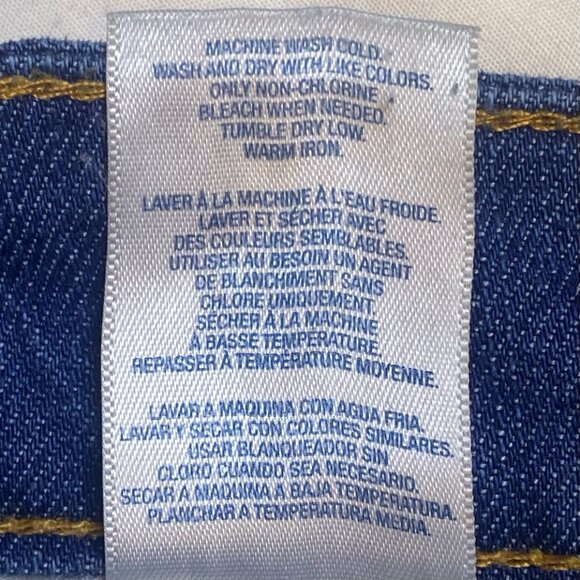 MACHINE WASH COLD.
WASH AND DRY WITH LIKE COLORS.
ONLY NON-CHLORINE
BLEACH WHEN NEEDED.
TUMBLE DRY LOW.
WARM IRON.
LAVER À LA MACHINE À L'EAU FROIDE.
LAVER ET SÉCHER AVEC
DES COULEURS SEMBLABLES.
UTILISER AU BESOIN UN AGENT
DE BLANCHIMENT SANS
CHLORE UNIQUEMENT
SÉCHER À LA MACHINE
À BASSE TEMPÉRATURE.
REPASSER À TEMPÉRATURE MOYENNE.
LAVAR A MAQUINA CON AGUA FRIA.
LAVAR Y SECAR CON COLORES SIMILARES.
USAR BLANQUEADOR SIN
CLORO CUANDO SEA NECESARIO.
SECAR A MAQUINA A BAJA TEMPERATURA.
PLANCHAR A TEMPERATURA MEDIA.